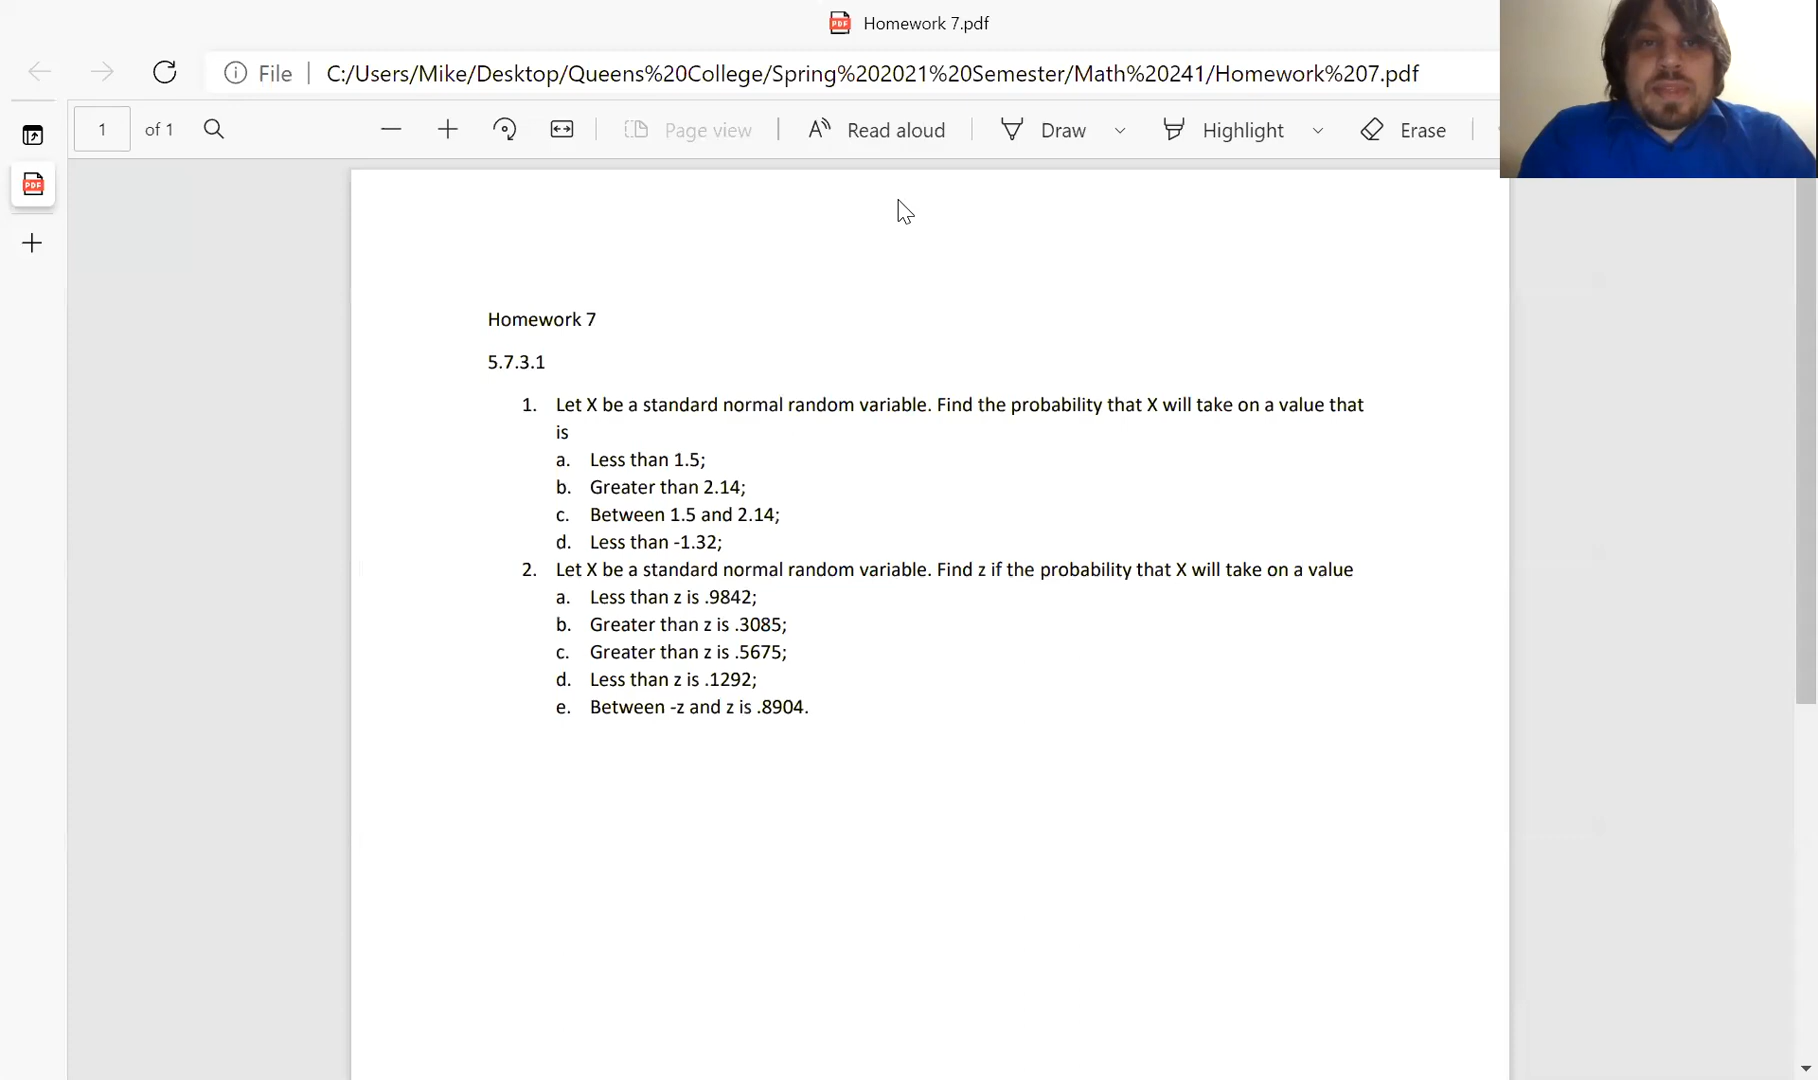 Homework 7.pdf
File
C:/Users/Mike/Desktop/Queens%20College/Spring%202021%20Semester/Math%20241/Homework%207.pdf
1 of 1
Page view
Read aloud
Draw
Highlight
Erase
PDF
Homework 7
5.7.3.1
1. Let X be a standard normal random variable. Find the probability that X will take on a value that
is
a. Less than 1.5;
b. Greater than 2.14;
c. Between 1.5 and 2.14;
d. Less than -1.32;
2. Let X be a standard normal random variable. Find z if the probability that X will take on a value
a. Less than z is .9842;
b. Greater than z is .3085;
c. Greater than z is .5675;
d. Less than z is .1292;
e. Between -z and z is .8904.